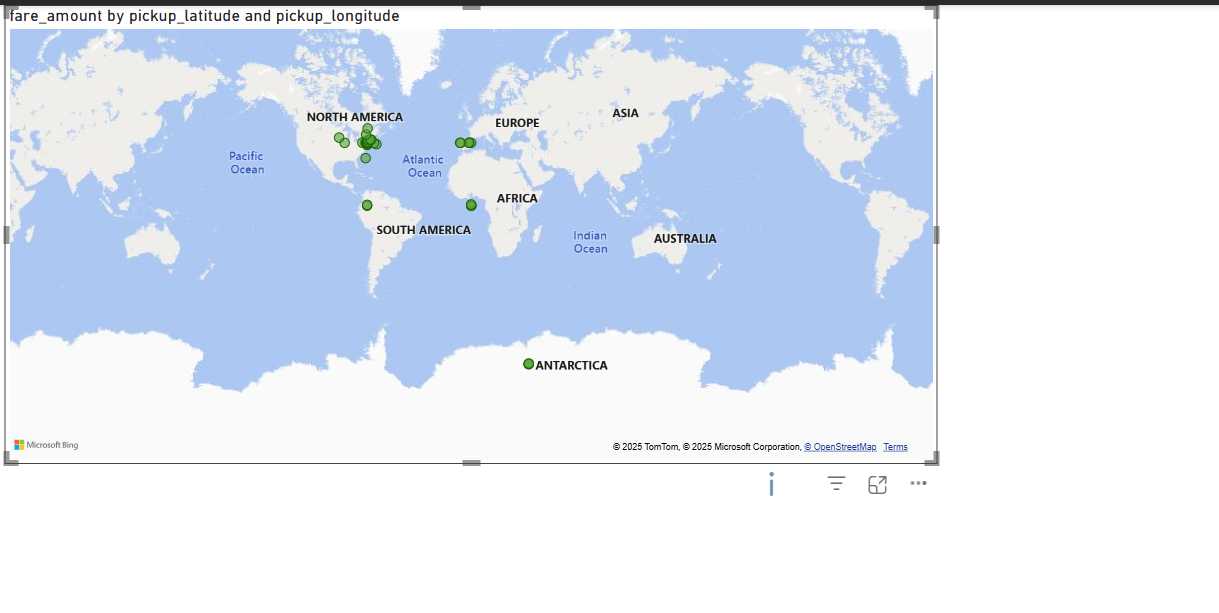 fare_amount by pickup_latitude and pickup_longitude
NORTH AMERICA
EUROPE
ASIA
Pacific
Ocean
Atlantic
Ocean
AFRICA
SOUTH AMERICA
Indian
Ocean
AUSTRALIA
ANTARCTICA
Microsoft Bing
© 2025 TomTom, © 2025 Microsoft Corporation, © OpenStreetMap Terms